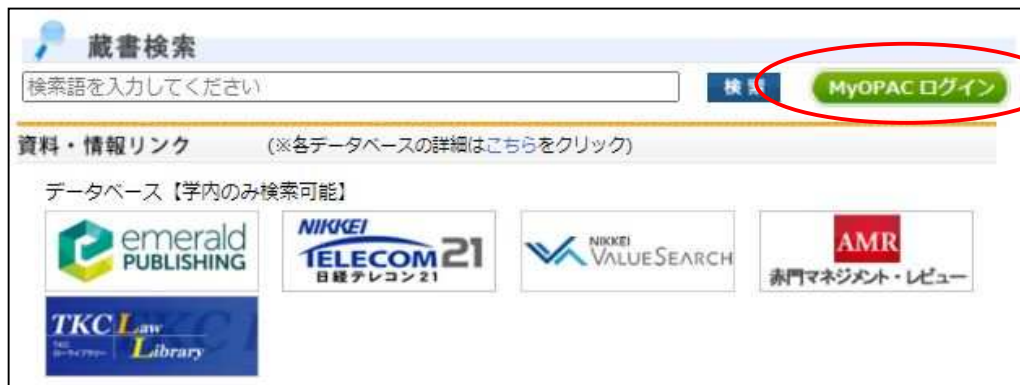 蔵書検索
検索語を入力してください
検索 MyOPAC ログイン
資料・情報リンク (※各データベースの詳細はこちらをクリック)
データベース【学内のみ検索可能】
emerald
PUBLISHING
NIKKEI
TELECOM 21
日経テレコン21
NIKKEI
VALUESEARCH
AMR
赤門マネジメント・レビュー
TKC Law
Library